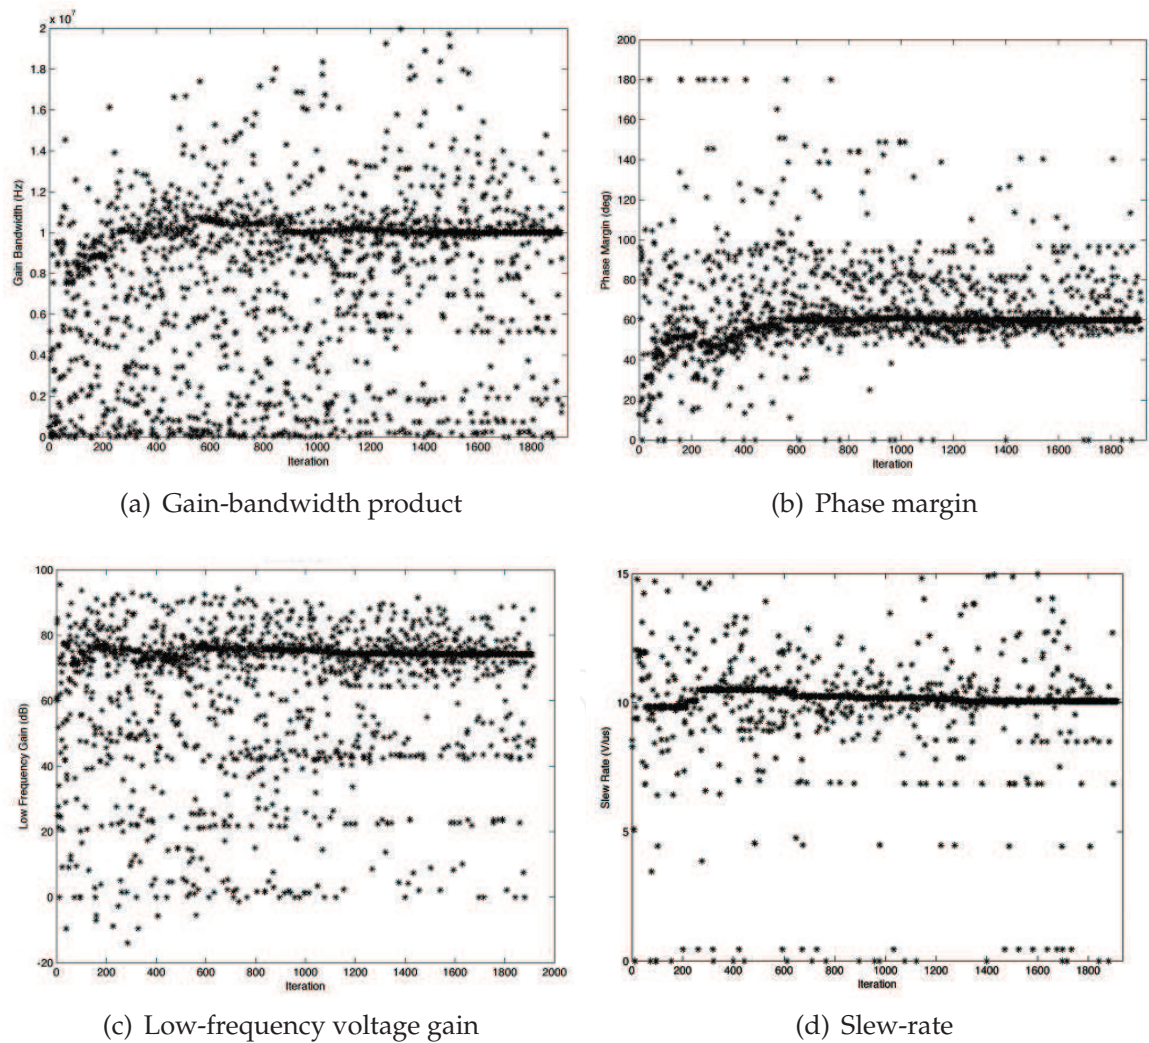 x 10⁷
2
1.8
1.6
1.4
1.2
1
0.8
0.6
0.4
0.2
0
Gain Bandwidth (Hz)
0 200 400 600 800 1000 1200 1400 1600 1800
Iteration
(a) Gain-bandwidth product
200
180
160
140
120
100
80
60
40
20
0
Phase Margin (deg)
0 200 400 600 800 1000 1200 1400 1600 1800
Iteration
(b) Phase margin
100
80
60
40
20
0
-20
Low Frequency Gain (dB)
0 200 400 600 800 1000 1200 1400 1600 1800 2000
Iteration
(c) Low-frequency voltage gain
15
10
5
0
Slew Rate (V/us)
0 200 400 600 800 1000 1200 1400 1600 1800
Iteration
(d) Slew-rate